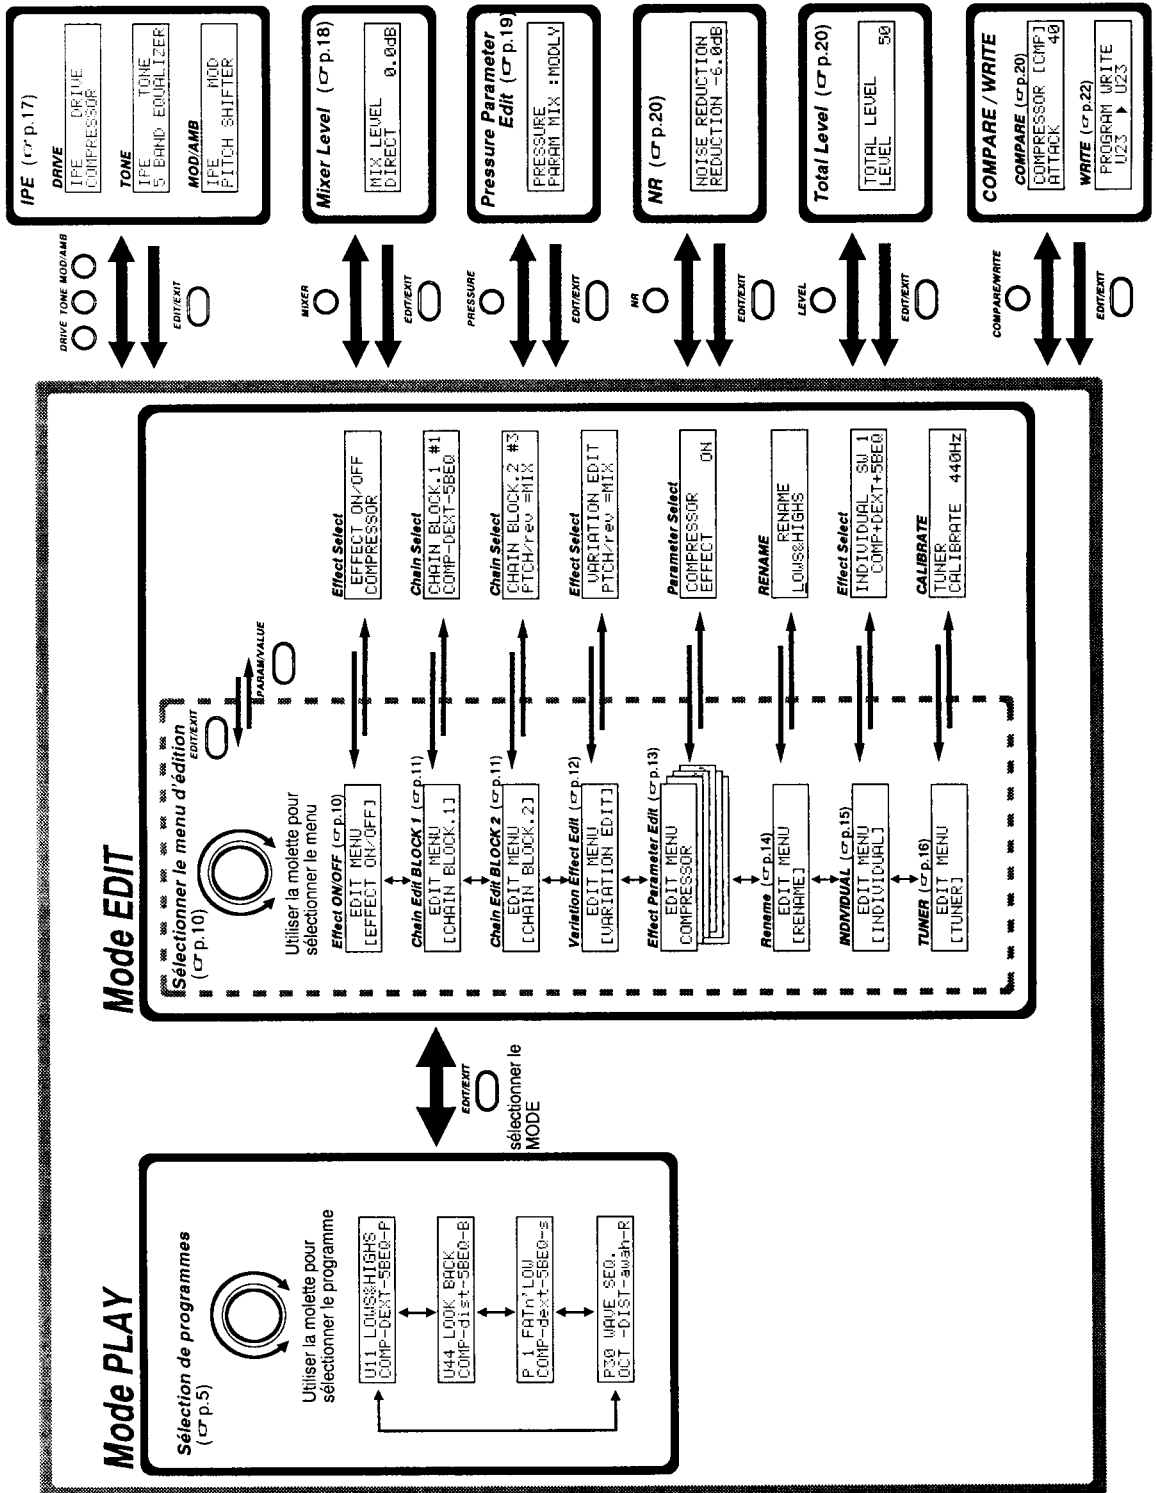 Mode PLAY
Sélection de programmes
(☞ p.5)
Utiliser la molette pour
sélectionner le programme
U11 LOWS&HIGHS
COMP-DEXT-5BEQ-P
U44 LOOK BACK
COMP-dist-5BEQ-B
P 1 FATn'LOW
COMP-dext-5BEQ-s
P30 WAVE SEQ.
OCT -DIST-awah-R
EDIT/EXIT
sélectionner le
MODE
Mode EDIT
Sélectionner le menu d'édition
(☞ p.10)
EDIT/EXIT
PARAM/VALUE
Utiliser la molette pour
sélectionner le menu
Effect ON/OFF (☞ p.10)
EDIT MENU
[EFFECT ON/OFF]
Effect Select
EFFECT ON/OFF
COMPRESSOR
Chain Edit BLOCK 1 (☞ p.11)
EDIT MENU
[CHAIN BLOCK.1]
Chain Select
CHAIN BLOCK.1 #1
COMP-DEXT-5BEQ
Chain Edit BLOCK 2 (☞ p.11)
EDIT MENU
[CHAIN BLOCK.2]
Chain Select
CHAIN BLOCK.2 #3
PTCH/rev =MIX
Variation Effect Edit (☞ p.12)
EDIT MENU
[VARIATION EDIT]
Effect Select
VARIATION EDIT
PTCH/rev =MIX
Effect Parameter Edit (☞ p.13)
EDIT MENU
COMPRESSOR
Parameter Select
COMPRESSOR
EFFECT ON
Rename (☞ p.14)
EDIT MENU
[RENAME]
RENAME
RENAME
LOWS&HIGHS
INDIVIDUAL (☞ p.15)
EDIT MENU
[INDIVIDUAL]
Effect Select
INDIVIDUAL SW 1
COMP+DEXT+5BEQ
TUNER (☞ p.16)
EDIT MENU
[TUNER]
CALIBRATE
TUNER
CALIBRATE 440Hz
DRIVE TONE MOD/AMB
EDIT/EXIT
IPE (☞ p.17)
DRIVE
IPE DRIVE
COMPRESSOR
TONE
IPE TONE
5 BAND EQUALIZER
MOD/AMB
IPE MOD
PITCH SHIFTER
MIXER
EDIT/EXIT
Mixer Level (☞ p.18)
MIX LEVEL
DIRECT 0.0dB
PRESSURE
EDIT/EXIT
Pressure Parameter
Edit (☞ p.19)
PRESSURE
PARAM MIX :MODLY
NR
EDIT/EXIT
NR (☞ p.20)
NOISE REDUCTION
REDUCTION -6.0dB
LEVEL
EDIT/EXIT
Total Level (☞ p.20)
TOTAL LEVEL
LEVEL 50
COMPARE/WRITE
EDIT/EXIT
COMPARE / WRITE
COMPARE (☞ p.20)
COMPRESSOR [CMP]
ATTACK 40
WRITE (☞ p.22)
PROGRAM WRITE
U23 ▶ U23